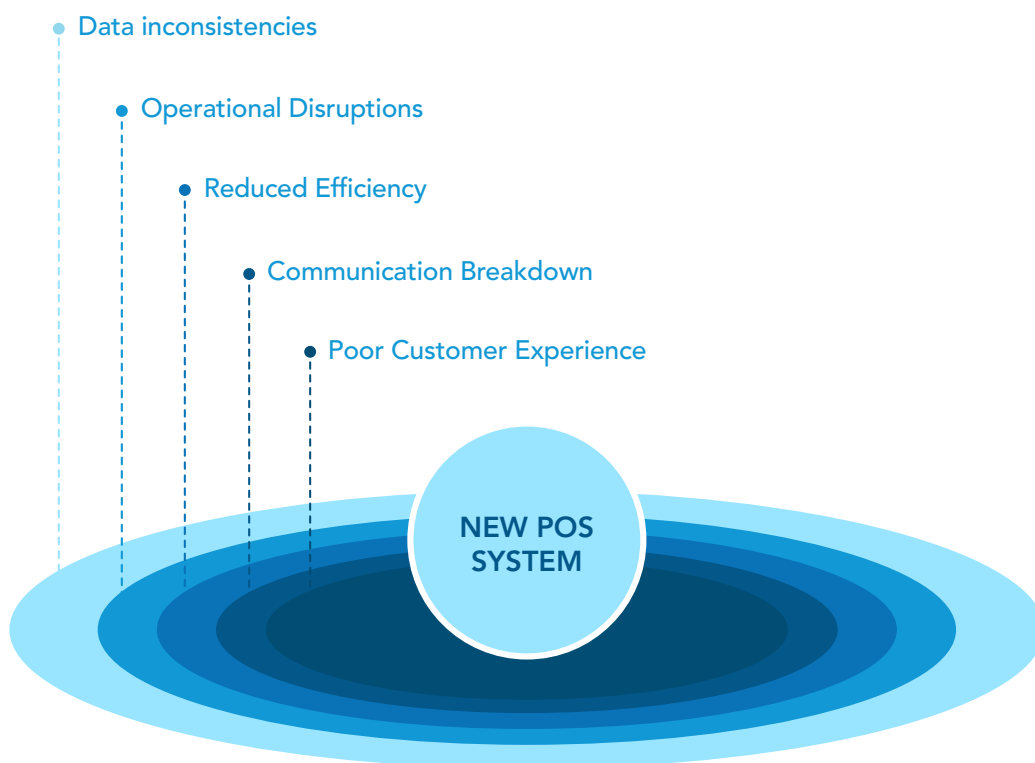 Data inconsistencies
Operational Disruptions
Reduced Efficiency
Communication Breakdown
Poor Customer Experience
NEW POS
SYSTEM